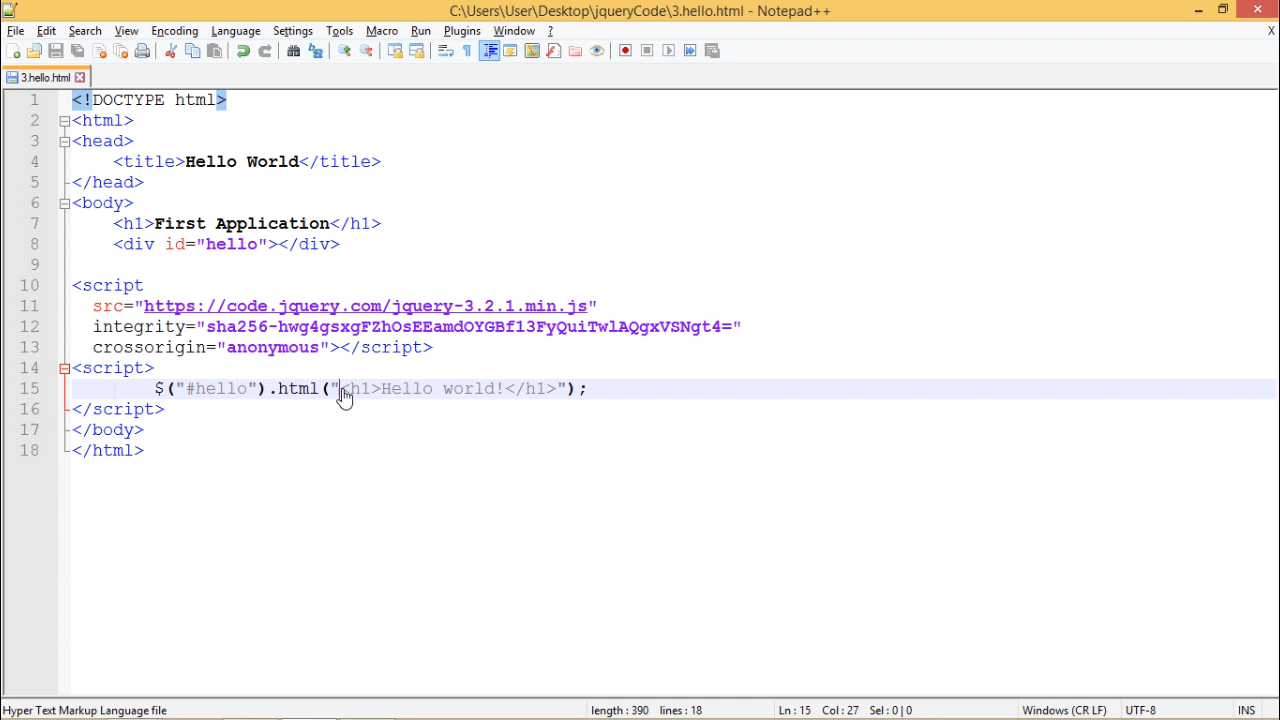 C:\Users\User\Desktop\jqueryCode\3.hello.html - Notepad++
File Edit Search View Encoding Language Settings Tools Macro Run Plugins Window ? X
3.hello.html
1 <!DOCTYPE html>
2 <html>
3 <head>
4 <title>Hello World</title>
5 </head>
6 <body>
7 <h1>First Application</h1>
8 <div id="hello"></div>
9
10 <script
11 src="https://code.jquery.com/jquery-3.2.1.min.js"
12 integrity="sha256-hwg4gsxgFZhOsEEamdOYGBf13FyQuiTwlAQgxVSNgt4="
13 crossorigin="anonymous"></script>
14 <script>
15 $("#hello").html("<h1>Hello world!</h1>");
16 </script>
17 </body>
18 </html>
Hyper Text Markup Language file length : 390 lines : 18 Ln : 15 Col : 27 Sel : 0 | 0 Windows (CR LF) UTF-8 INS